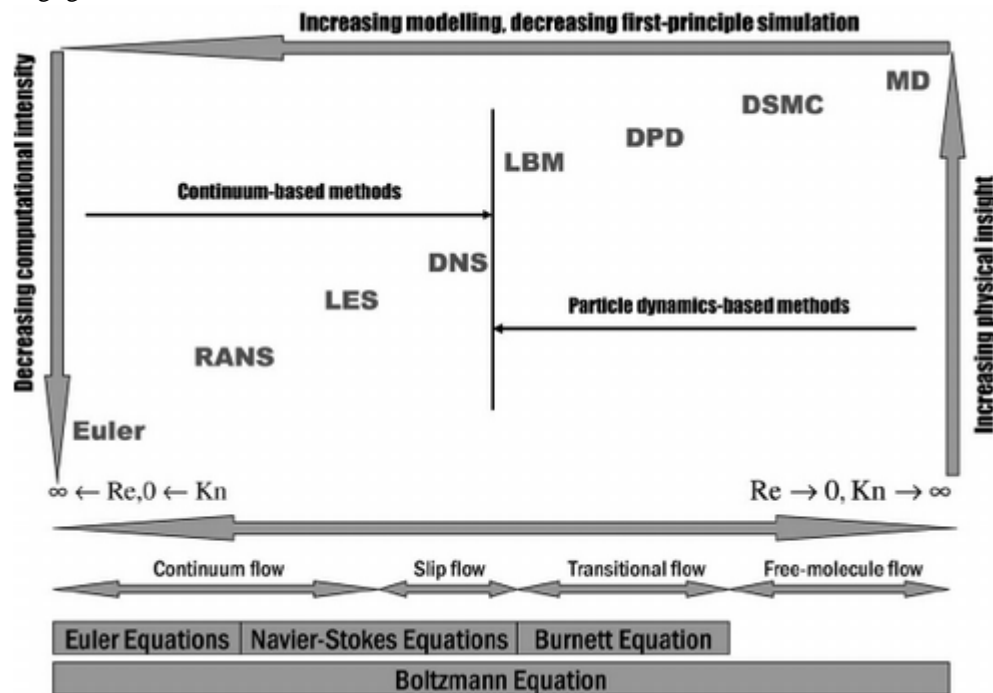 Increasing modelling, decreasing first-principle simulation
Decreasing computational intensity
Increasing physical insight
MD
DSMC
DPD
LBM
Continuum-based methods
DNS
LES
Particle dynamics-based methods
RANS
Euler
∞ ← Re,0 ← Kn
Re → 0, Kn → ∞
Continuum flow
Slip flow
Transitional flow
Free-molecule flow
Euler Equations
Navier-Stokes Equations
Burnett Equation
Boltzmann Equation